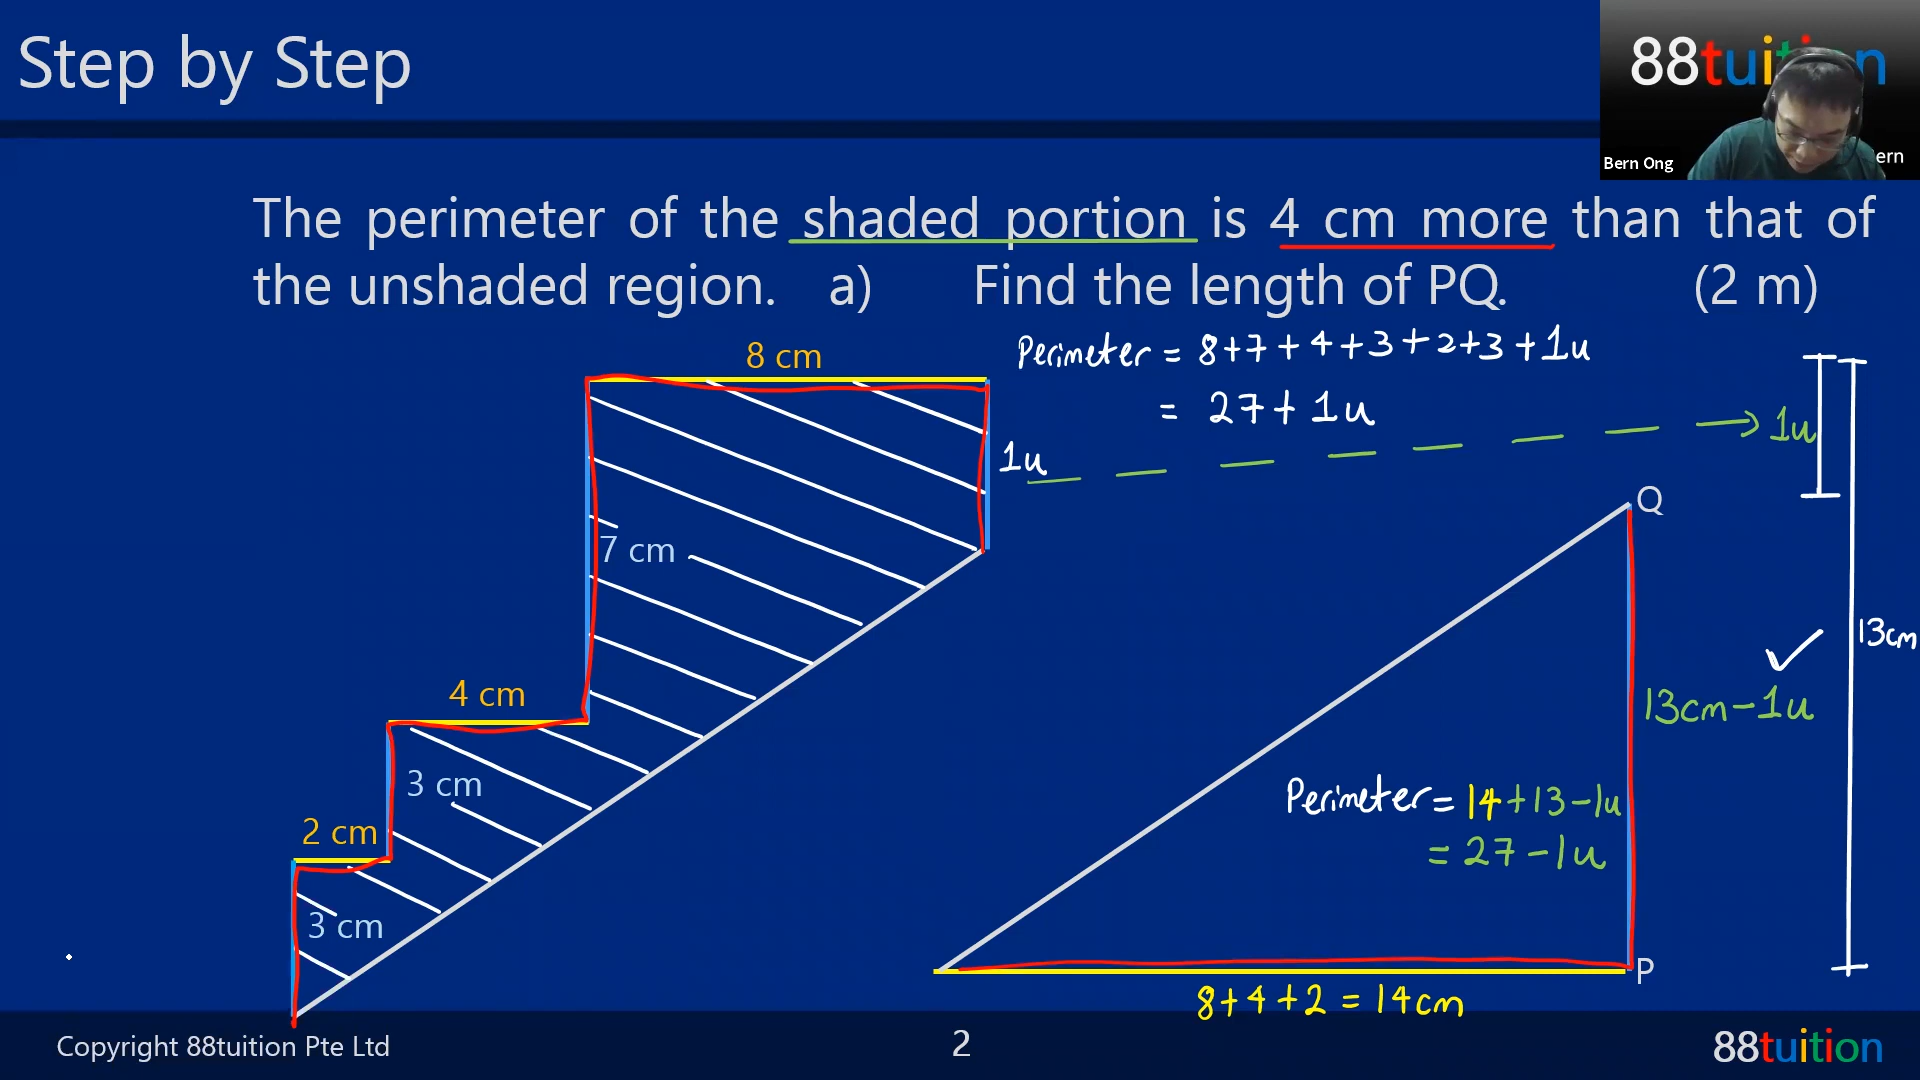 Step by Step
88tuition
Bern Ong
ern
The perimeter of the shaded portion is 4 cm more than that of
the unshaded region. a) Find the length of PQ. (2 m)
Perimeter = 8+7+4+3+2+3+1u
= 27+1u
8 cm
1u
1u
7 cm
Q
13cm
4 cm
13cm-1u
3 cm
Perimeter = 14+13-1u
= 27-1u
2 cm
3 cm
P
8+4+2 = 14cm
Copyright 88tuition Pte Ltd
2
88tuition